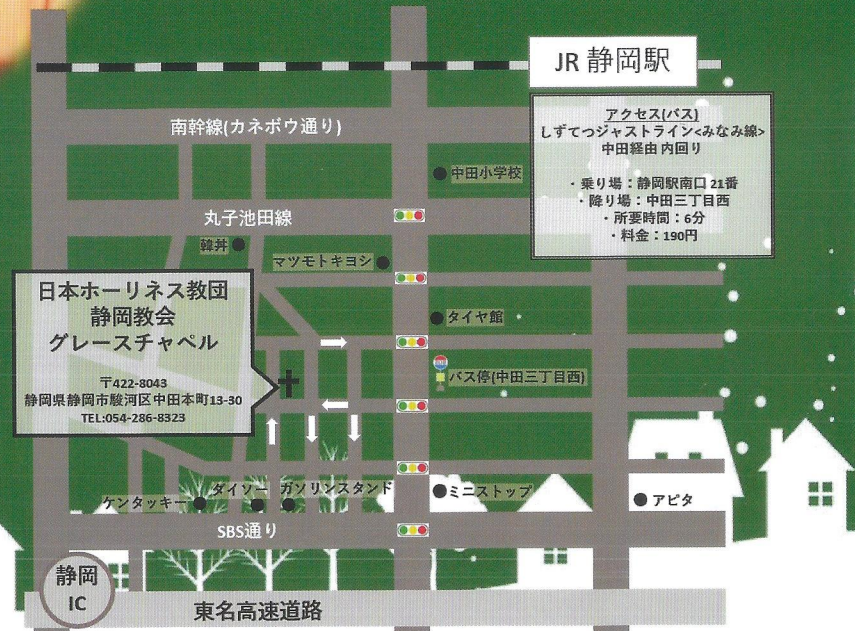 JR 静岡駅
アクセス(バス)
しずてつジャストライン<みなみ線>
中田経由 内回り
・乗り場：静岡駅南口 21番
・降り場：中田三丁目西
・所要時間：6分
・料金：190円
南幹線(カネボウ通り)
中田小学校
丸子池田線
韓丼
マツモトキヨシ
日本ホーリネス教団
静岡教会
グレースチャペル
〒422-8043
静岡県静岡市駿河区中田本町13-30
TEL:054-286-8323
タイヤ館
バス停(中田三丁目西)
ケンタッキー
ダイソー
ガソリンスタンド
ミニストップ
アピタ
SBS通り
静岡
IC
東名高速道路